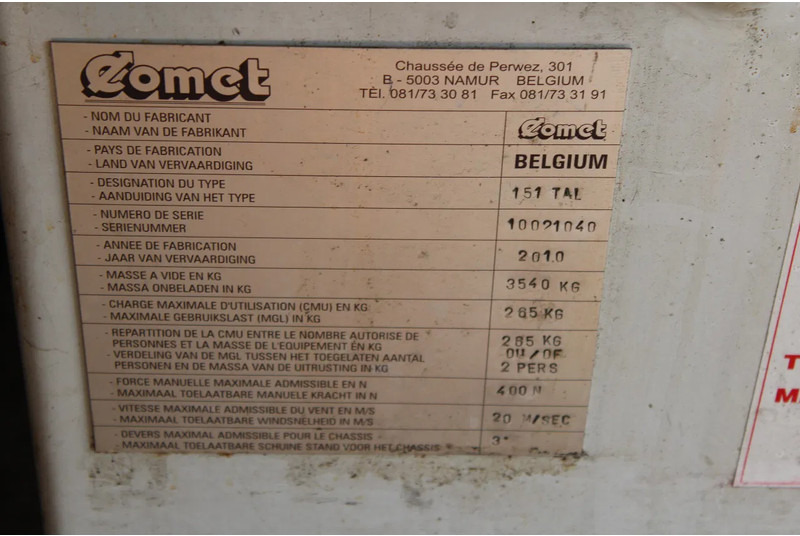 Comet
Chaussée de Perwez, 301
B - 5003 NAMUR BELGIUM
TÈl. 081/73 30 81 Fax 081/73 31 91
- NOM DU FABRICANT
- NAAM VAN DE FABRIKANT
Comet
- PAYS DE FABRICATION
- LAND VAN VERVAARDIGING
BELGIUM
- DESIGNATION DU TYPE
- AANDUIDING VAN HET TYPE
151 TAL
- NUMERO DE SERIE
- SERIENUMMER
10021040
- ANNEE DE FABRICATION
- JAAR VAN VERVAARDIGING
2010
- MASSE A VIDE EN KG
- MASSA ONBELADEN IN KG
3540 KG
- CHARGE MAXIMALE D'UTILISATION (CMU) EN KG
- MAXIMALE GEBRUIKSLAST (MGL) IN KG
265 KG
- REPARTITION DE LA CMU ENTRE LE NOMBRE AUTORISE DE
PERSONNES ET LA MASSE DE L'EQUIPEMENT EN KG
- VERDELING VAN DE MGL TUSSEN HET TOEGELATEN AANTAL
PERSONEN EN DE MASSA VAN DE UITRUSTING IN KG
265 KG
OU/OF
2 PERS
- FORCE MANUELLE MAXIMALE ADMISSIBLE EN N
- MAXIMAAL TOELAATBARE MANUELE KRACHT IN N
400 N
- VITESSE MAXIMALE ADMISSIBLE DU VENT EN M/S
- MAXIMAAL TOELAATBARE WINDSNELHEID IN M/S
20 M/SEC
- DEVERS MAXIMAL ADMISSIBLE POUR LE CHASSIS
- MAXIMAAL TOELAATBARE SCHUINE STAND VOOR HET CHASSIS
3°